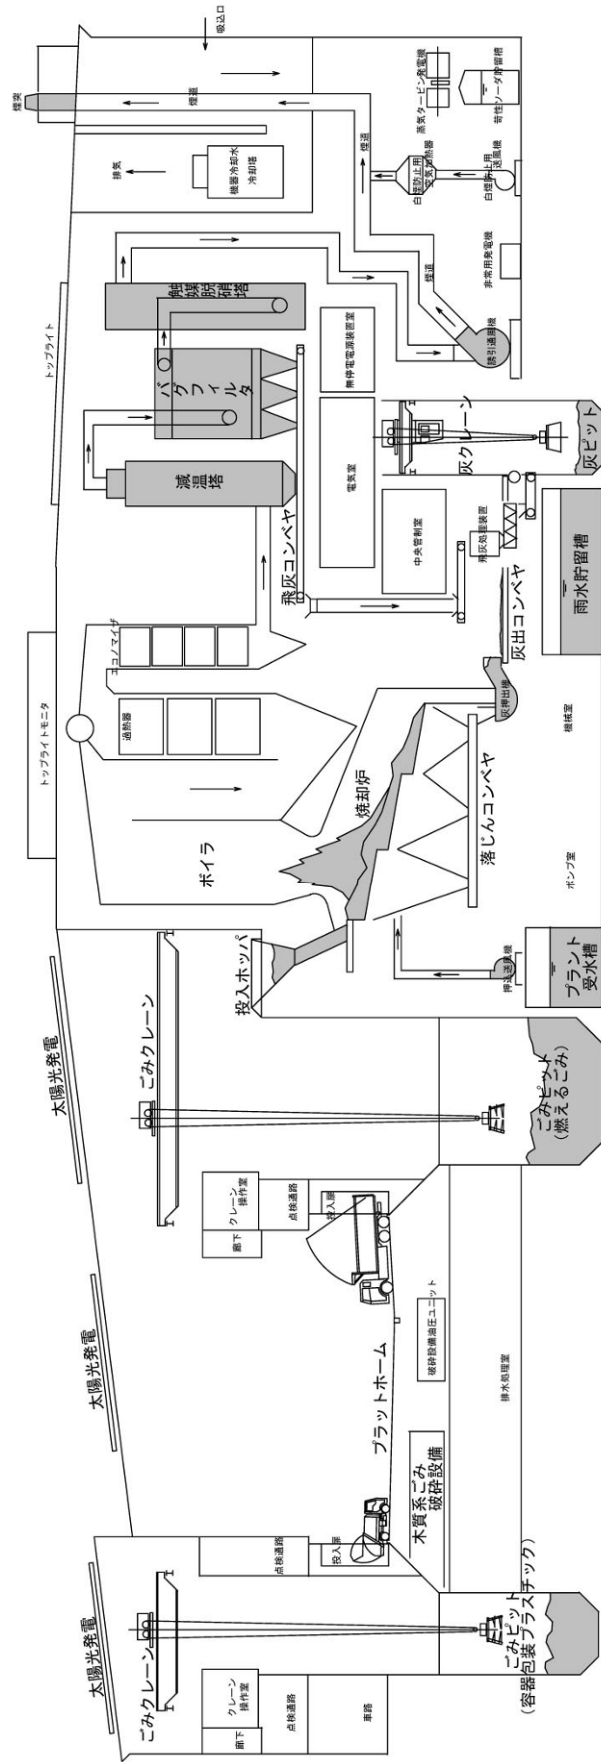 太陽光発電
太陽光発電
太陽光発電
トップライトモニタ
トップライト
煙突
吸込口
ごみクレーン
クレーン
操作室
廊下
点検通路
車路
ごみピット
(容器包装プラスチック)
点検通路
投入扉
木質系ごみ
破砕設備
プラットホーム
破砕設備油圧ユニット
排水処理室
廊下
クレーン
操作室
点検通路
投入扉
ごみクレーン
ごみピット
(燃えるごみ)
投入ホッパ
押込送風機
プラント
受水槽
ポンプ室
機械室
ボイラ
過熱器
エコノマイザ
焼却炉
落じんコンベヤ
灰押出機
灰出コンベヤ
雨水貯留槽
減温塔
バグフィルタ
触媒脱硝塔
飛灰コンベヤ
電気室
無停電電源装置室
中央管制室
飛灰処理装置
灰クレーン
灰ピット
排気
機器冷却水
冷却塔
煙道
煙道
煙道
誘引通風機
非常用発電機
白煙防止用
空気加熱器
白煙防止用
送風機
蒸気タービン発電機
苛性ソーダ貯留槽